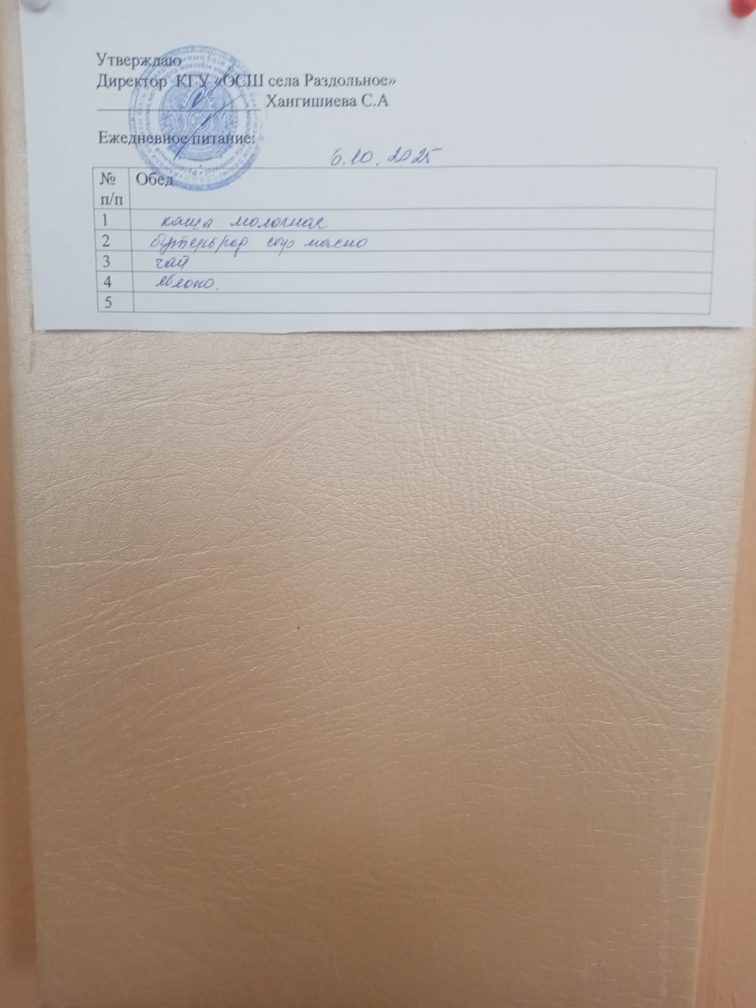 Утверждаю
Директор КГУ «ОСШ села Раздольное»
Хангишиева С.А
Ежедневное питание:
6.10.2025
№ п/п Обед
1 каша молочная
2 бутерброд масло
3 чай
4 яблоко.
5